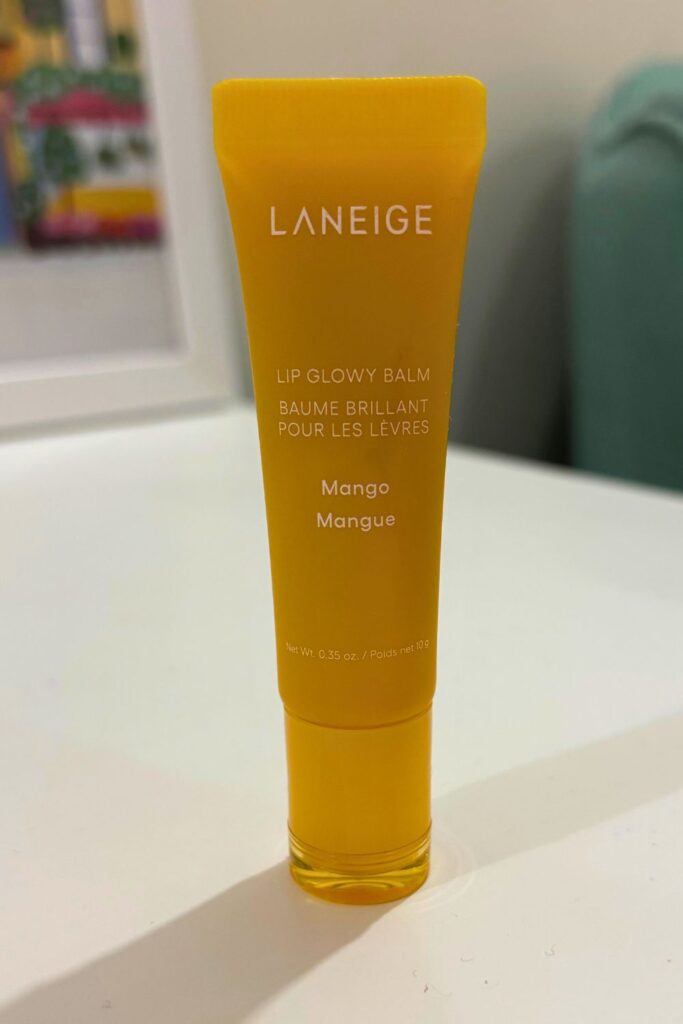 LANEIGE
LIP GLOWY BALM
BAUME BRILLANT
POUR LES LÈVRES
Mango
Mangue
Net Wt. 0.35 oz. / Poids net 10 g